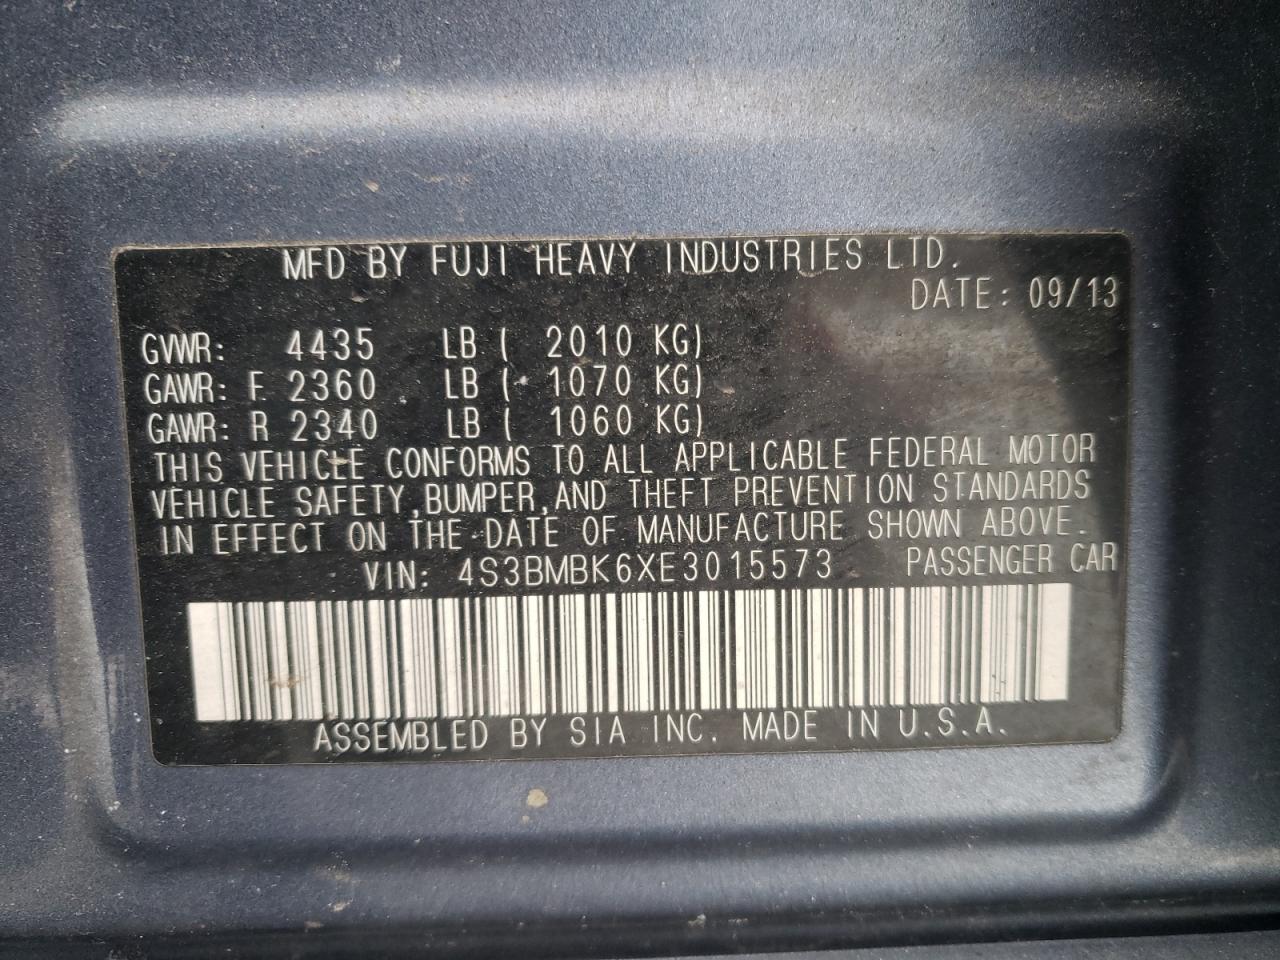 MFD BY FUJI HEAVY INDUSTRIES LTD.
DATE: 09/13
GVWR: 4435 LB ( 2010 KG)
GAWR: F 2360 LB ( 1070 KG)
GAWR: R 2340 LB ( 1060 KG)
THIS VEHICLE CONFORMS TO ALL APPLICABLE FEDERAL MOTOR
VEHICLE SAFETY,BUMPER,AND THEFT PREVENTION STANDARDS
IN EFFECT ON THE DATE OF MANUFACTURE SHOWN ABOVE.
VIN: 4S3BMBK6XE3015573 PASSENGER CAR
ASSEMBLED BY SIA INC. MADE IN U.S.A.